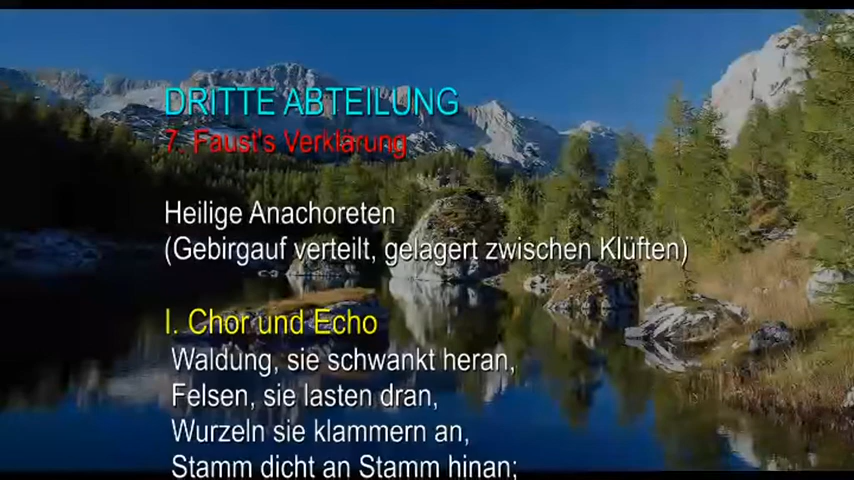 DRITTE ABTEILUNG
7. Faust's Verklärung
Heilige Anachoreten
(Gebirgauf verteilt, gelagert zwischen Klüften)
I. Chor und Echo
Waldung, sie schwankt heran,
Felsen, sie lasten dran,
Wurzeln sie klammern an,
Stamm dicht an Stamm hinan;